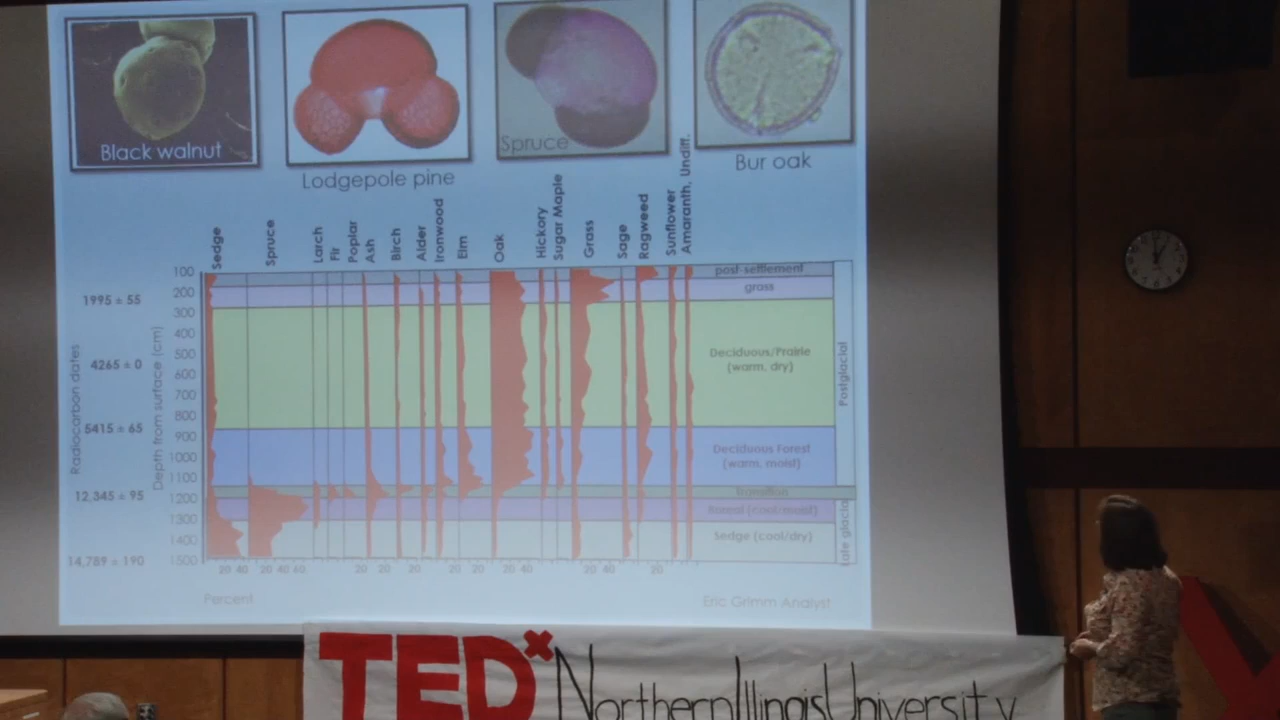 Black walnut
Lodgepole pine
Spruce
Bur oak
Sedge
Spruce
Larch
Fir
Poplar
Ash
Birch
Alder
Ironwood
Elm
Oak
Hickory
Sugar Maple
Grass
Sage
Ragweed
Sunflower
Amaranth, Undiff.
Radiocarbon dates
1995 ± 55
4265 ± 0
5415 ± 65
12,345 ± 95
14,789 ± 190
Depth from surface (cm)
100
200
300
400
500
600
700
800
900
1000
1100
1200
1300
1400
1500
post-settlement
grass
Deciduous/Prairie
(warm, dry)
Deciduous Forest
(warm, moist)
transition
Boreal (cool/moist)
Sedge (cool/dry)
Postglacial
Late glacial
20 40 20 40 60 20 20 20 20 20 20 40 20 40 20
Percent
Eric Grimm Analyst
TEDx NorthernIllinoisUniversity